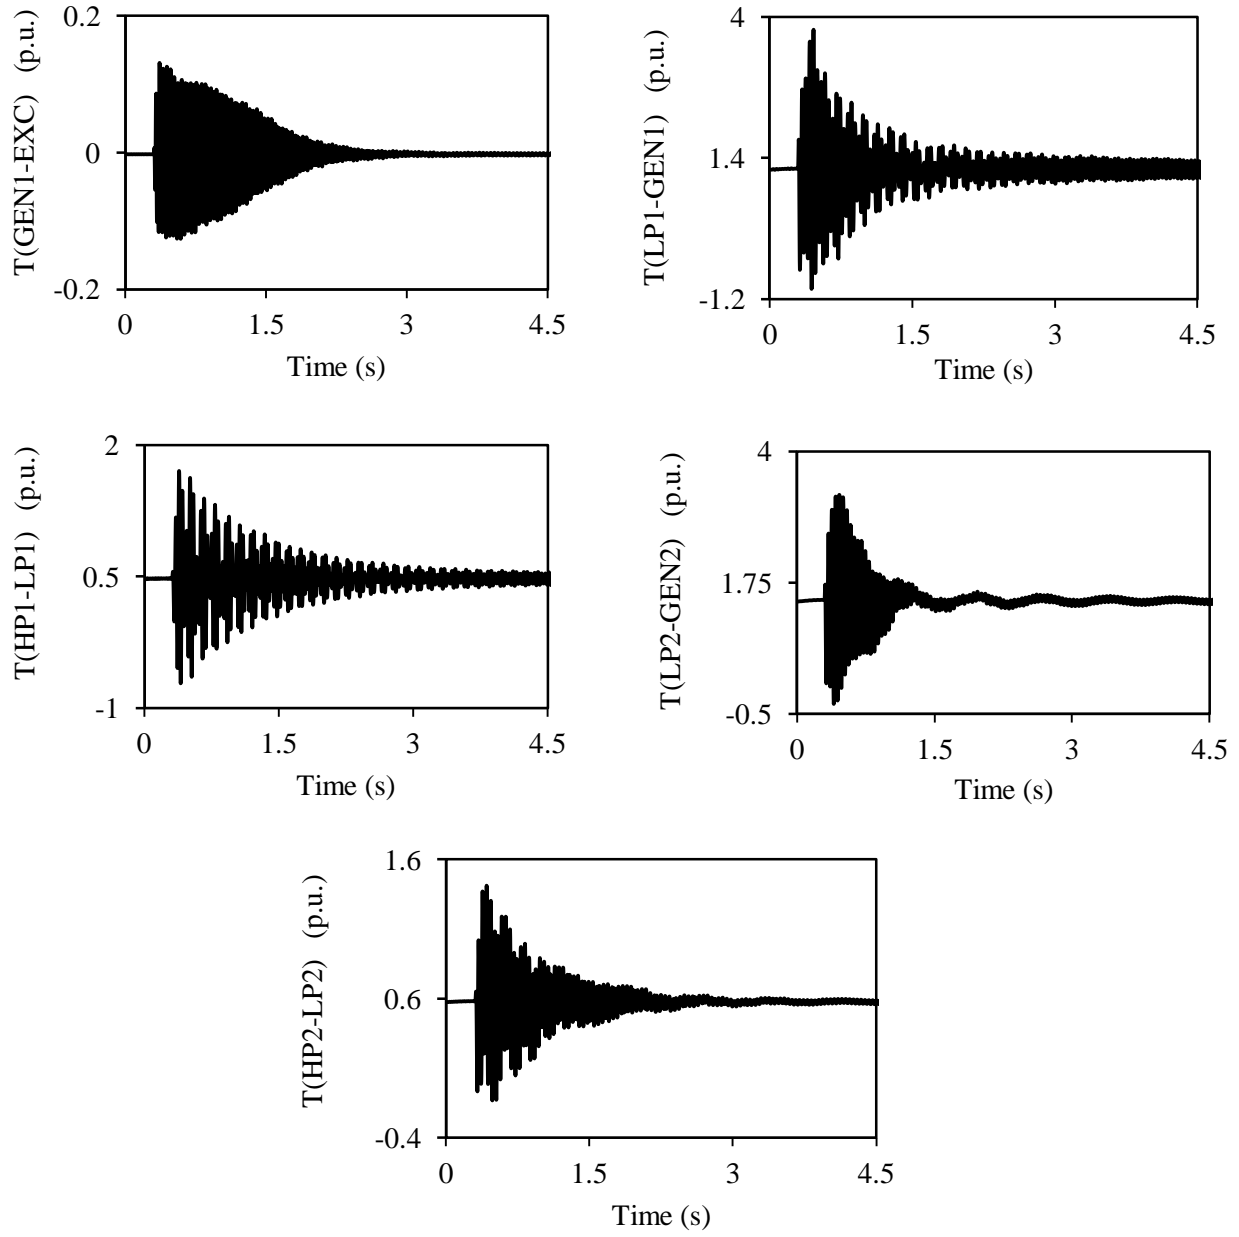 T(GEN1-EXC) (p.u.)
0.2
0
-0.2
0 1.5 3 4.5
Time (s)
T(LP1-GEN1) (p.u.)
4
1.4
-1.2
0 1.5 3 4.5
Time (s)
T(HP1-LP1) (p.u.)
2
0.5
-1
0 1.5 3 4.5
Time (s)
T(LP2-GEN2) (p.u.)
4
1.75
-0.5
0 1.5 3 4.5
Time (s)
T(HP2-LP2) (p.u.)
1.6
0.6
-0.4
0 1.5 3 4.5
Time (s)